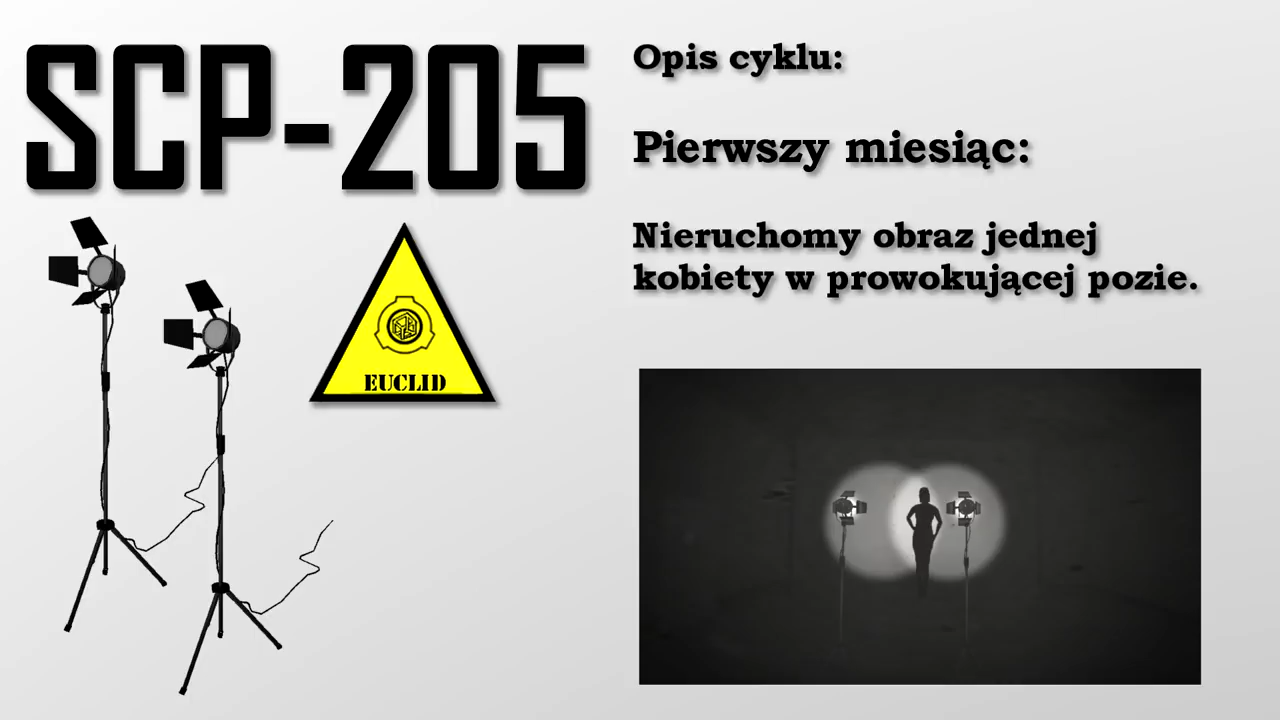 SCP-205
EUCLID
Opis cyklu:
Pierwszy miesiąc:
Nieruchomy obraz jednej
kobiety w prowokującej pozie.